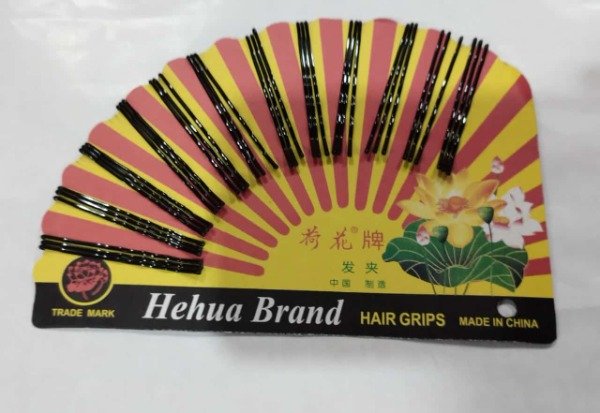 荷花®牌
发夹
中国 制造
TRADE MARK
Hehua Brand HAIR GRIPS MADE IN CHINA